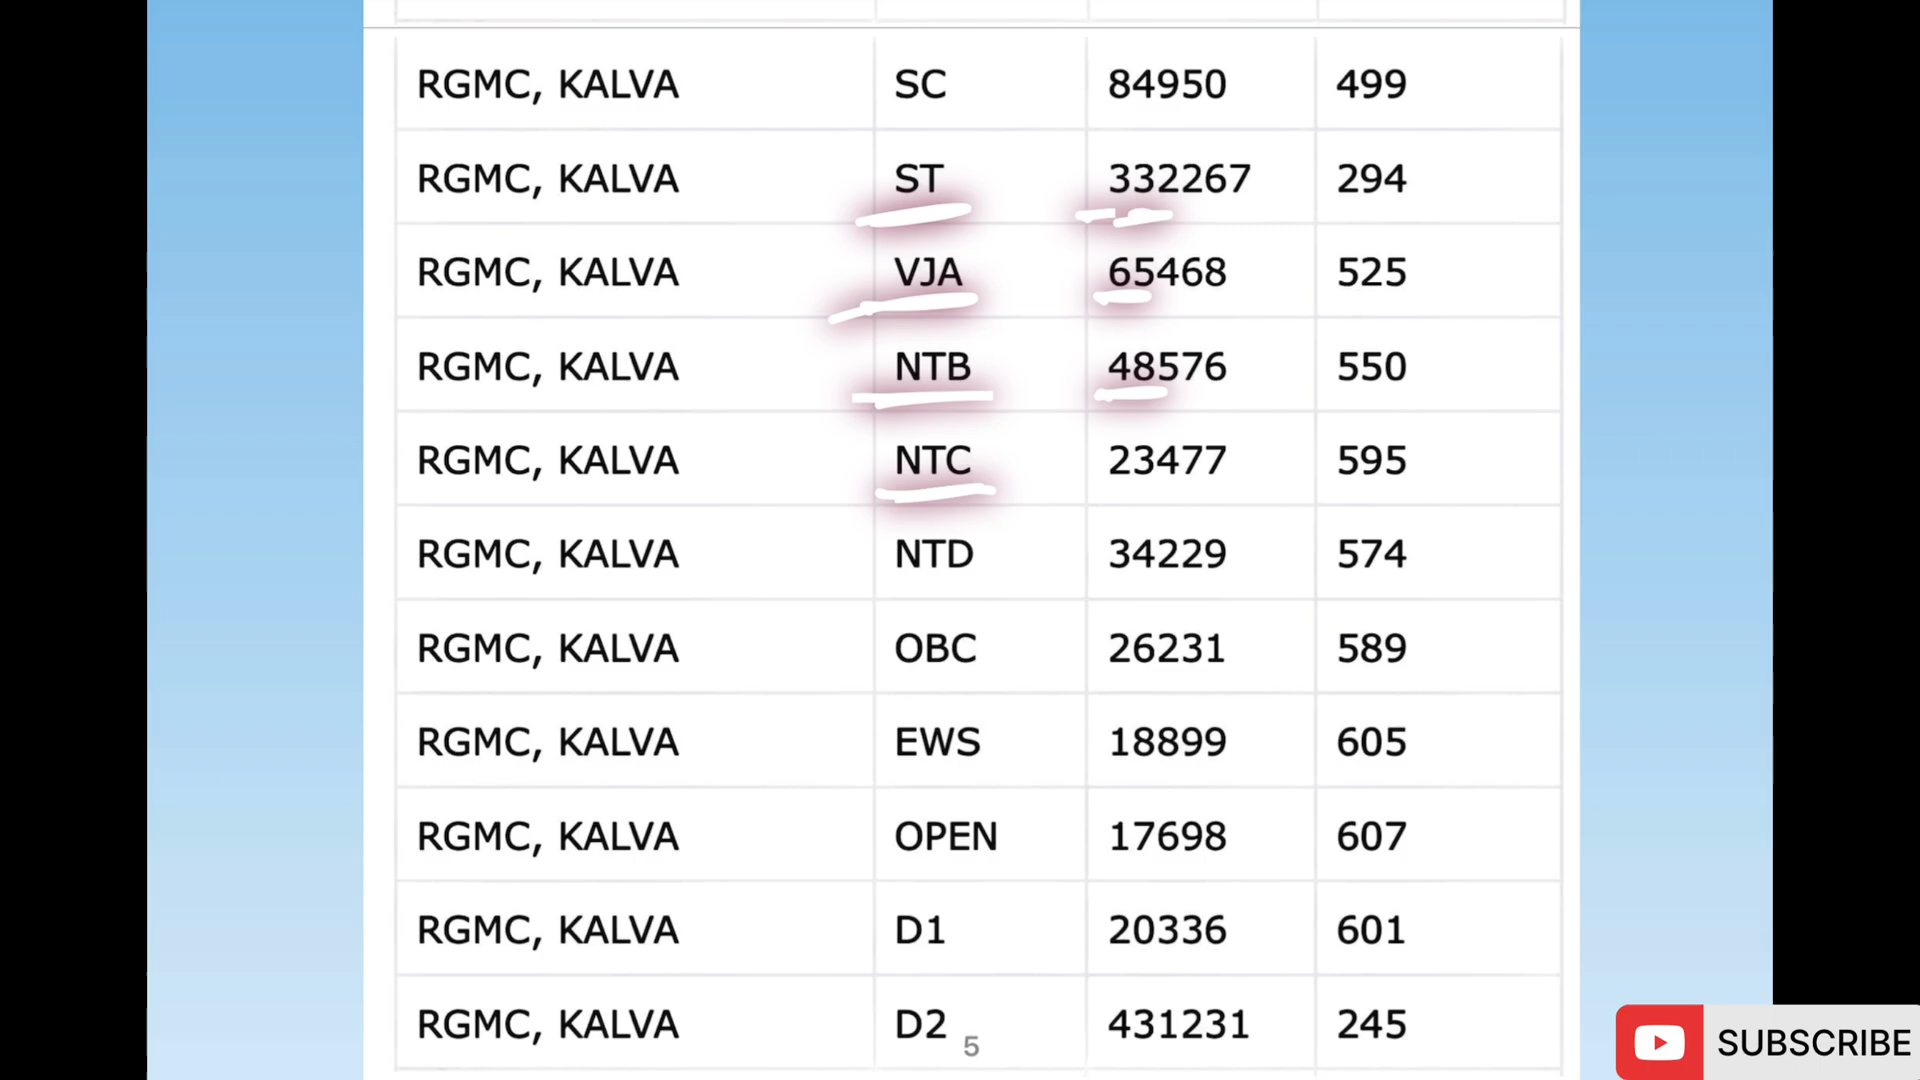 RGMC, KALVA SC 84950 499
RGMC, KALVA ST 332267 294
RGMC, KALVA VJA 65468 525
RGMC, KALVA NTB 48576 550
RGMC, KALVA NTC 23477 595
RGMC, KALVA NTD 34229 574
RGMC, KALVA OBC 26231 589
RGMC, KALVA EWS 18899 605
RGMC, KALVA OPEN 17698 607
RGMC, KALVA D1 20336 601
RGMC, KALVA D2 431231 245
5
SUBSCRIBE